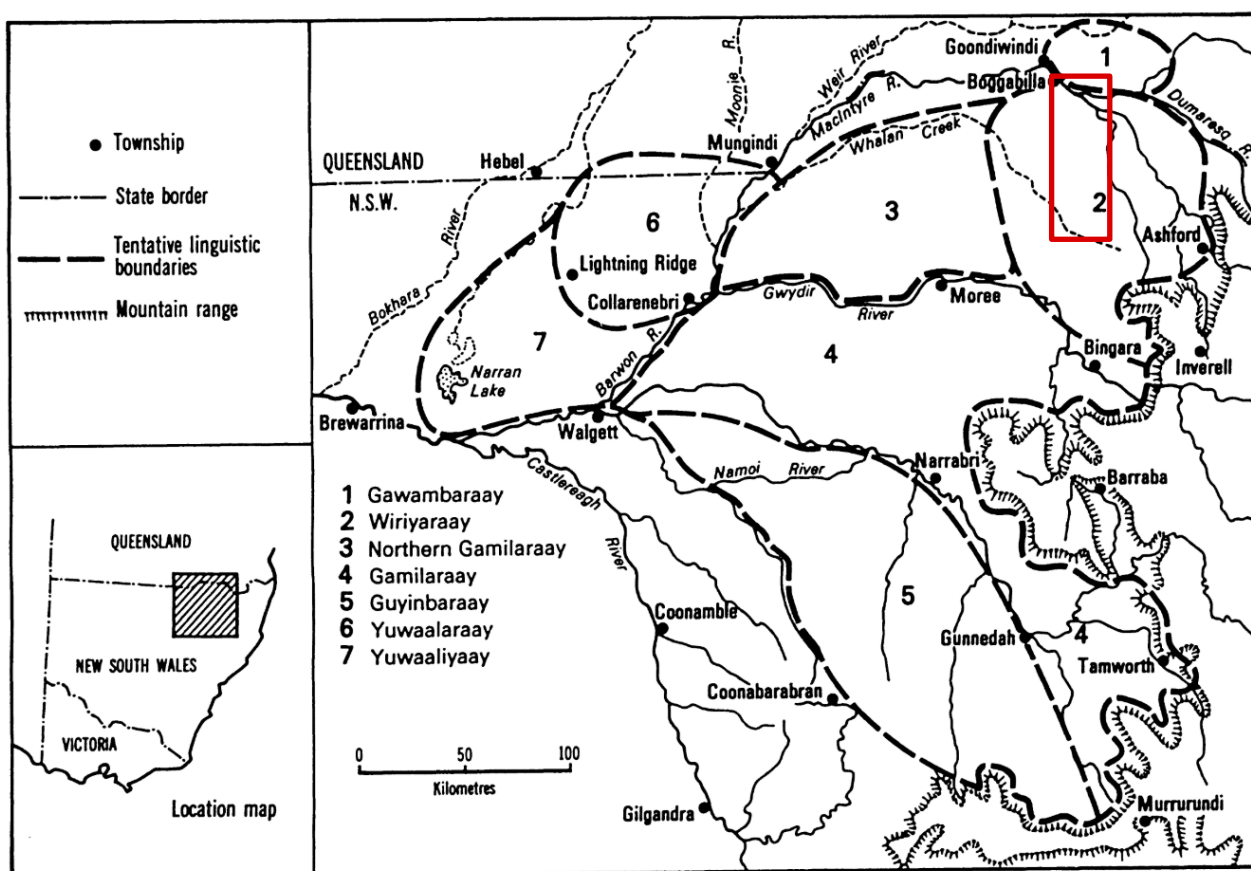 Township
State border
Tentative linguistic
boundaries
Mountain range
QUEENSLAND
NEW SOUTH WALES
VICTORIA
Location map
Goondiwindi
1
Boggabilla
Weir River
Moonie R.
MacIntyre R.
Dumaresq R.
Mungindi
Whalan Creek
QUEENSLAND
Hebel
N.S.W.
6
3
2
Ashford
Bokhara River
Lightning Ridge
Collarenebri
Gwydir River
Moree
7
Barwon R.
4
Bingara
Inverell
Narran
Lake
Brewarrina
Walgett
Castlereagh River
Namoi River
Narrabri
Barraba
1 Gawambaraay
2 Wiriyaraay
3 Northern Gamilaraay
4 Gamilaraay
5 Guyinbaraay
6 Yuwaalaraay
7 Yuwaaliyaay
5
Coonamble
Gunnedah
4
Tamworth
Coonabarabran
0 50 100
Kilometres
Gilgandra
Murrurundi